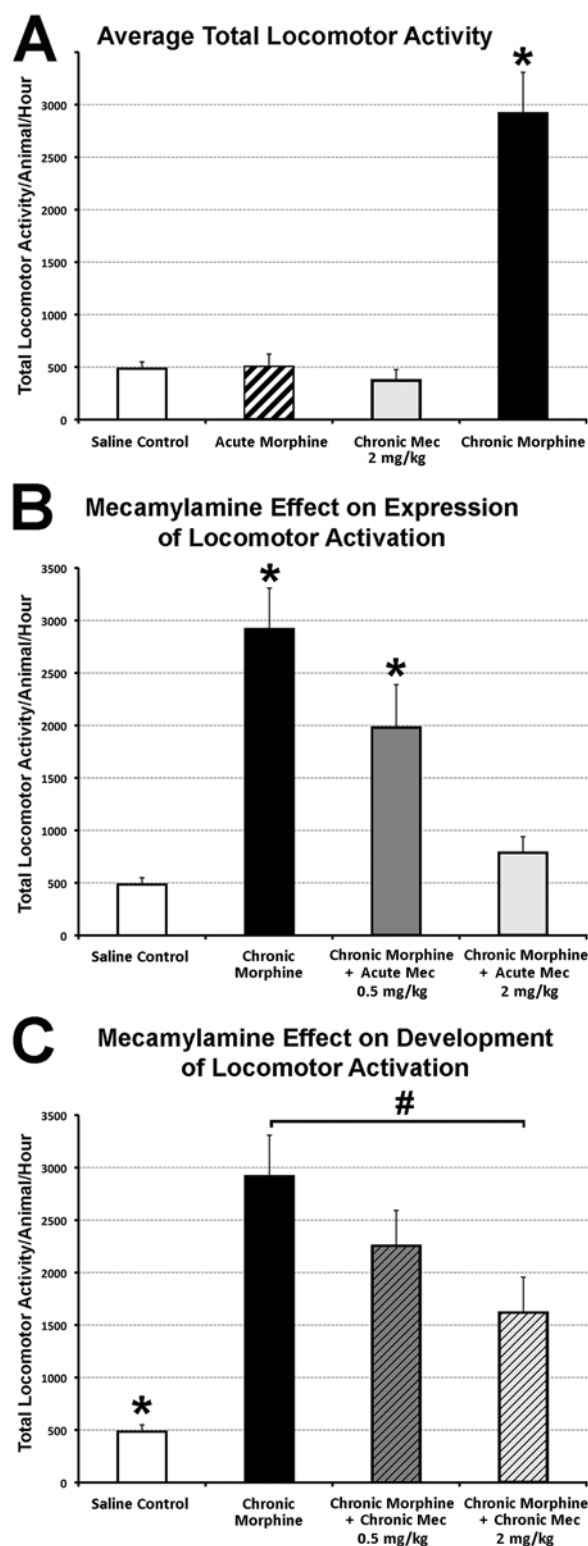 A Average Total Locomotor Activity
*
Total Locomotor Activity/Animal/Hour
3000
2500
2000
1500
1000
500
0
Saline Control Acute Morphine Chronic Mec Chronic Morphine
2 mg/kg
B Mecamylamine Effect on Expression
of Locomotor Activation
* *
Total Locomotor Activity/Animal/Hour
3500
3000
2500
2000
1500
1000
500
0
Saline Control Chronic Chronic Morphine Chronic Morphine
Morphine + Acute Mec + Acute Mec
0.5 mg/kg 2 mg/kg
C Mecamylamine Effect on Development
of Locomotor Activation
#
*
Total Locomotor Activity/Animal/Hour
3500
3000
2500
2000
1500
1000
500
0
Saline Control Chronic Chronic Morphine Chronic Morphine
Morphine + Chronic Mec + Chronic Mec
0.5 mg/kg 2 mg/kg